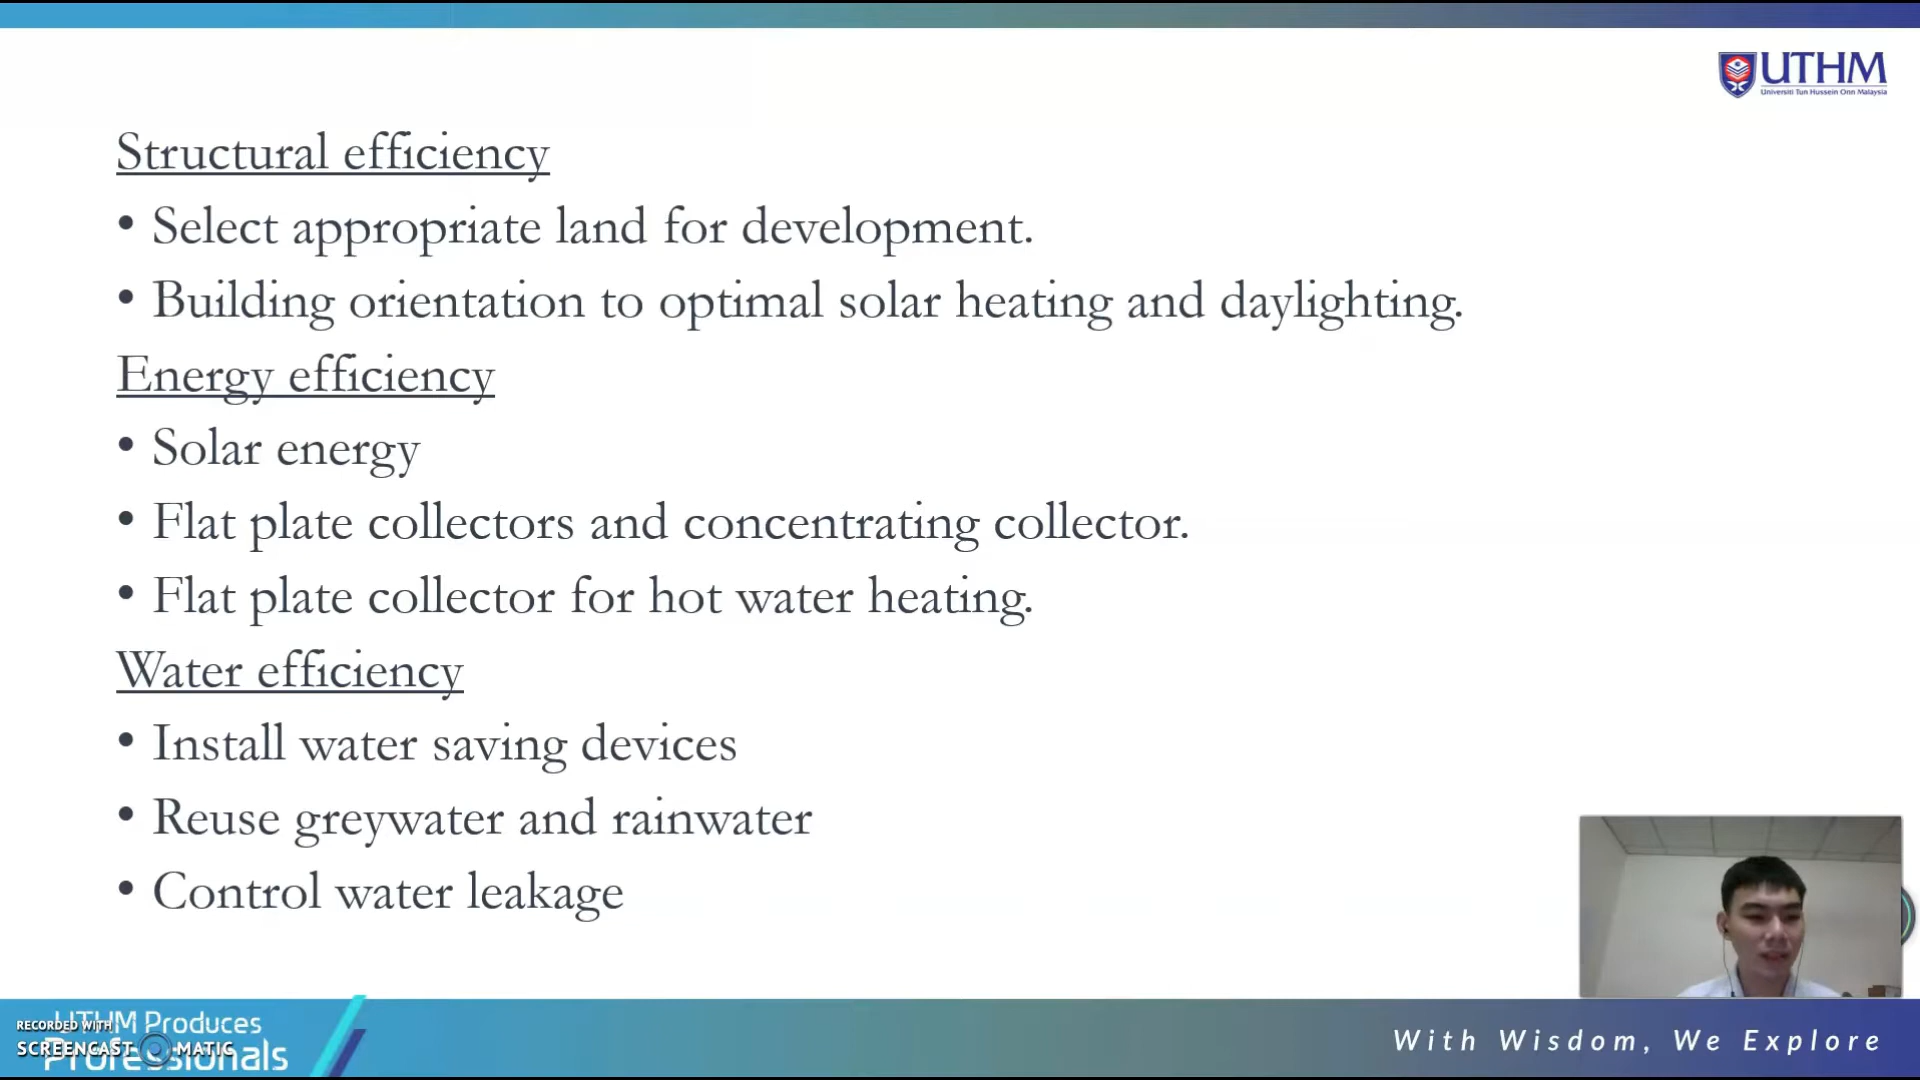 UTHM
Universiti Tun Hussein Onn Malaysia
Structural efficiency
• Select appropriate land for development.
• Building orientation to optimal solar heating and daylighting.
Energy efficiency
• Solar energy
• Flat plate collectors and concentrating collector.
• Flat plate collector for hot water heating.
Water efficiency
• Install water saving devices
• Reuse greywater and rainwater
• Control water leakage
UTHM Produces
Professionals
RECORDED WITH
SCREENCAST MATIC
With Wisdom, We Explore